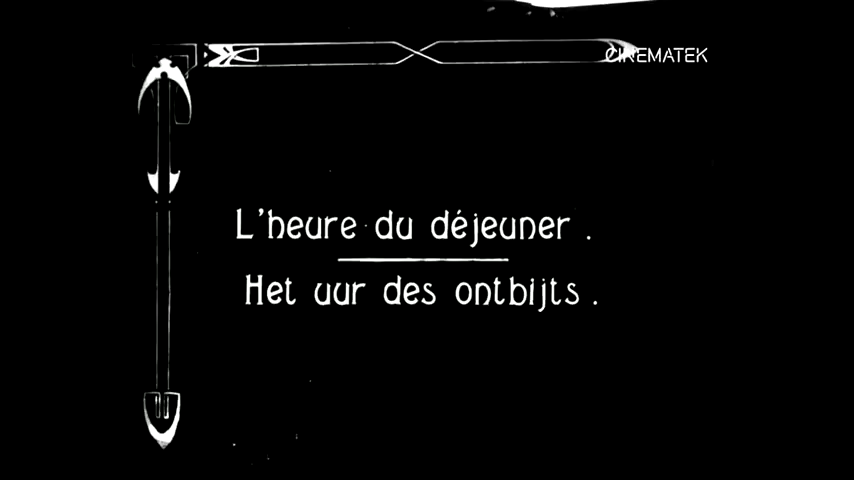 CINEMATEK
L'heure du déjeuner .
Het uur des ontbijts .